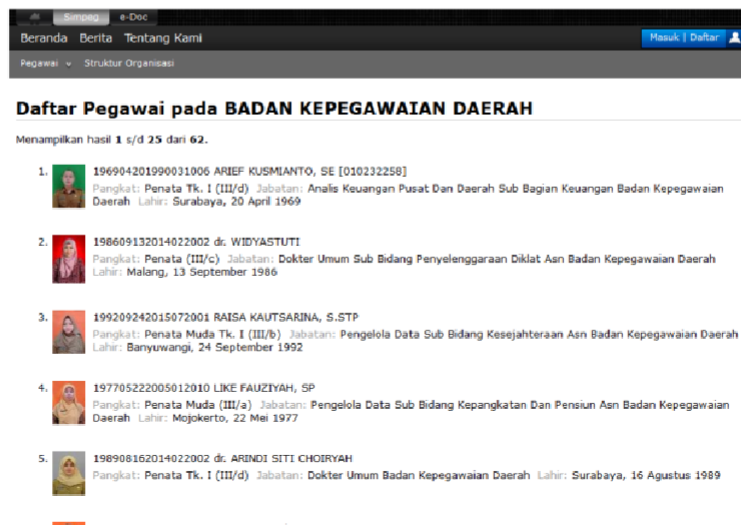 Simpeg e-Doc
Beranda Berita Tentang Kami Masuk | Daftar
Pegawai Struktur Organisasi
Daftar Pegawai pada BADAN KEPEGAWAIAN DAERAH
Menampilkan hasil 1 s/d 25 dari 62.
1. 196904201990031006 ARIEF KUSMIANTO, SE [010232258]
Pangkat: Penata Tk. I (III/d) Jabatan: Analis Keuangan Pusat Dan Daerah Sub Bagian Keuangan Badan Kepegawaian
Daerah Lahir: Surabaya, 20 April 1969
2. 198609132014022002 dr. WIDYASTUTI
Pangkat: Penata (III/c) Jabatan: Dokter Umum Sub Bidang Penyelenggaraan Diklat Asn Badan Kepegawaian Daerah
Lahir: Malang, 13 September 1986
3. 199209242015072001 RAISA KAUTSARINA, S.STP
Pangkat: Penata Muda Tk. I (III/b) Jabatan: Pengelola Data Sub Bidang Kesejahteraan Asn Badan Kepegawaian Daerah
Lahir: Banyuwangi, 24 September 1992
4. 197705222005012010 LIKE FAUZIYAH, SP
Pangkat: Penata Muda (III/a) Jabatan: Pengelola Data Sub Bidang Kepangkatan Dan Pensiun Asn Badan Kepegawaian
Daerah Lahir: Mojokerto, 22 Mei 1977
5. 198908162014022002 dr. ARINDI SITI CHOIRYAH
Pangkat: Penata Tk. I (III/d) Jabatan: Dokter Umum Badan Kepegawaian Daerah Lahir: Surabaya, 16 Agustus 1989